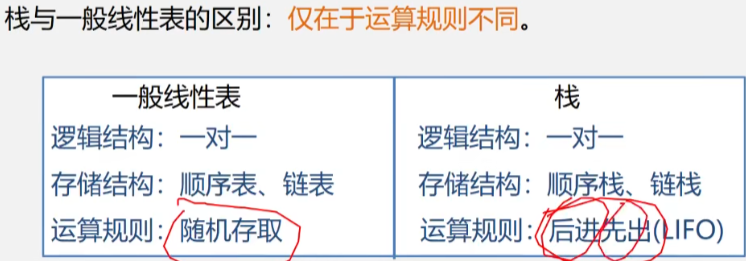 栈与一般线性表的区别：仅在于运算规则不同。
一般线性表
逻辑结构：一对一
存储结构：顺序表、链表
运算规则：随机存取
栈
逻辑结构：一对一
存储结构：顺序栈、链栈
运算规则：后进先出(LIFO)